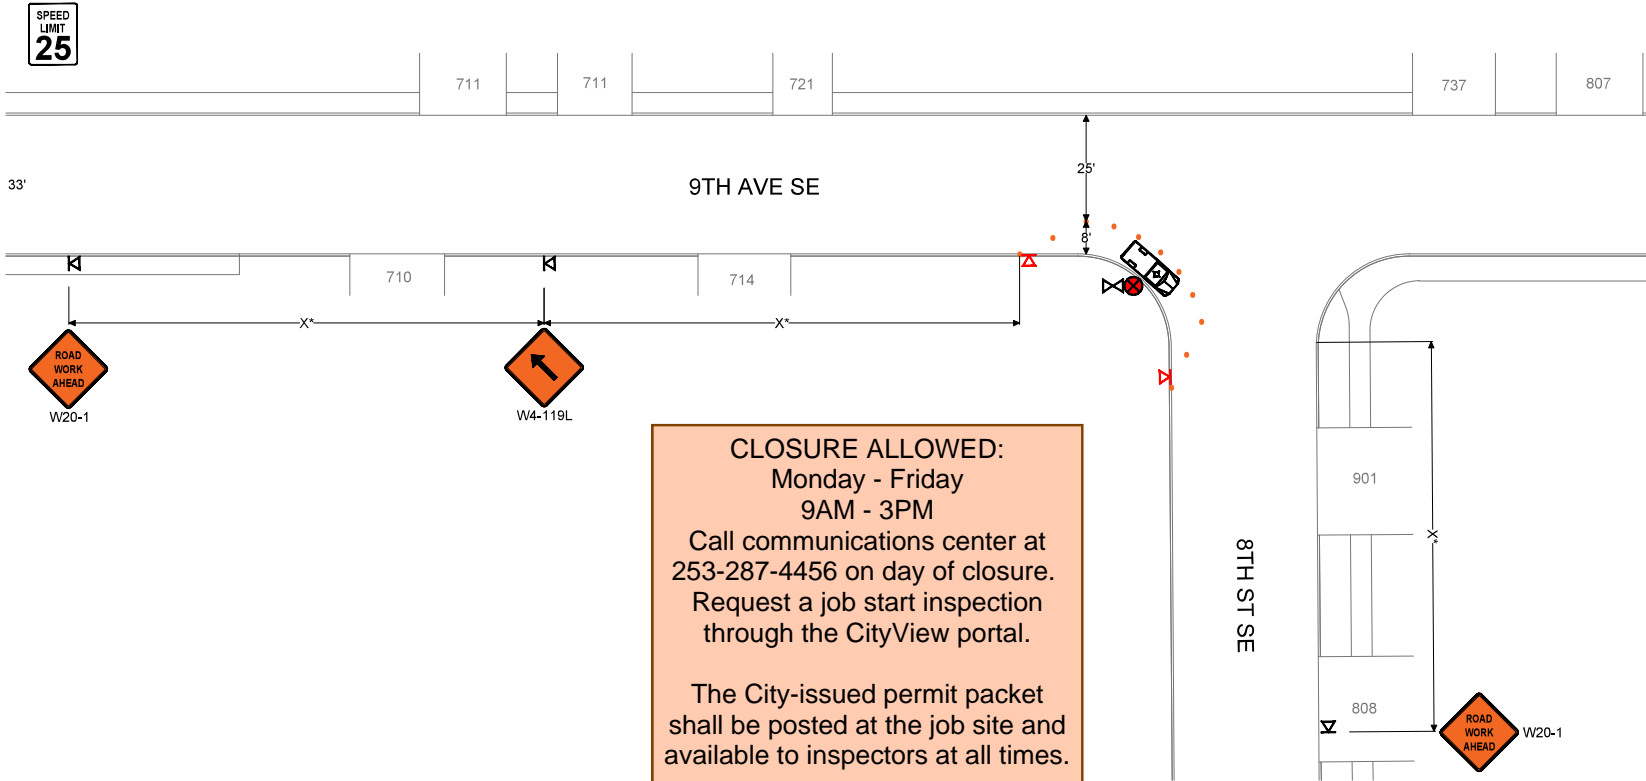 SPEED
LIMIT
25
711
711
721
737
807
33'
9TH AVE SE
25'
8'
710
714
X*
X*
ROAD
WORK
AHEAD
W20-1
W4-119L
CLOSURE ALLOWED:
Monday - Friday
9AM - 3PM
Call communications center at
253-287-4456 on day of closure.
Request a job start inspection
through the CityView portal.
The City-issued permit packet
shall be posted at the job site and
available to inspectors at all times.
8TH ST SE
901
X*
808
ROAD
WORK
AHEAD
W20-1